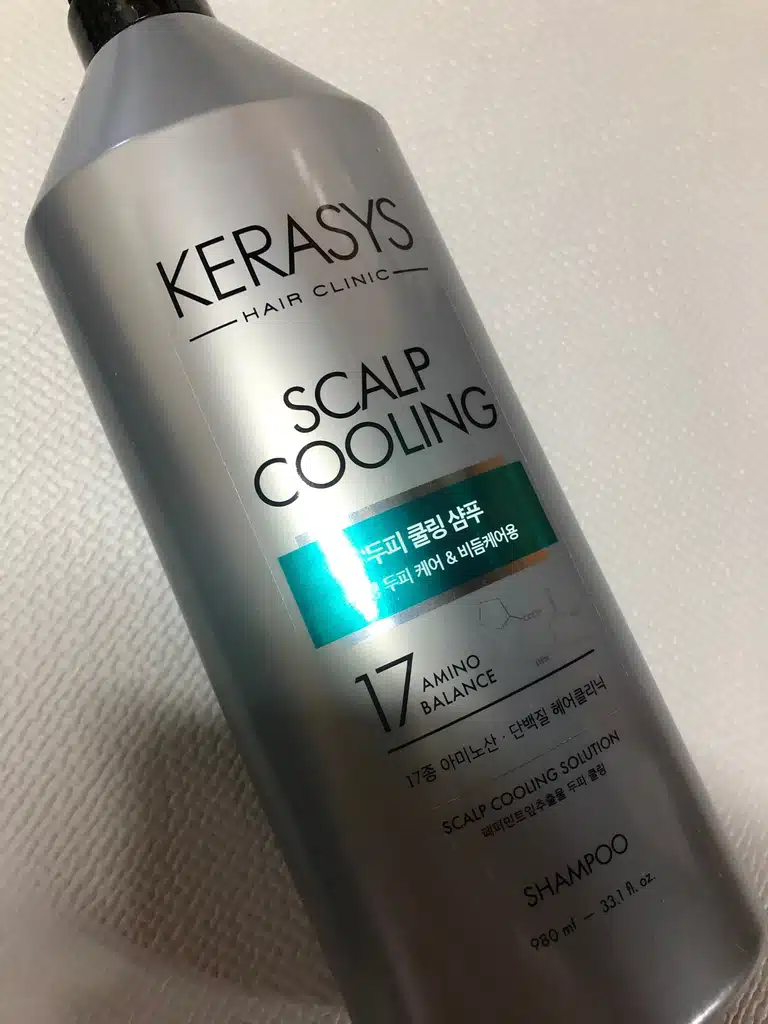 KERASYS
HAIR CLINIC
SCALP
COOLING
두피 쿨링 샴푸
두피 케어 & 비듬케어용
17 AMINO
BALANCE
17종 아미노산 · 단백질 헤어클리닉
SCALP COOLING SOLUTION
페퍼민트잎추출물 두피 쿨링
SHAMPOO
980 ml — 33.1 fl. oz.